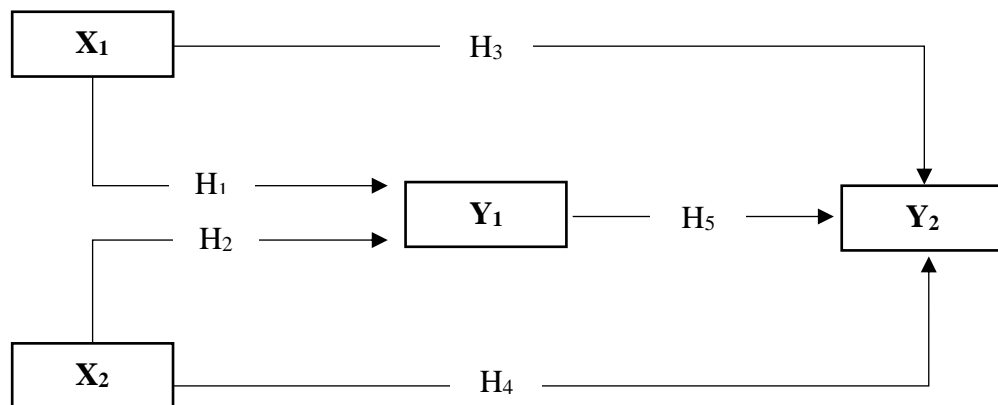 X₁
H₃
H₁
Y₁
H₅
Y₂
H₂
X₂
H₄